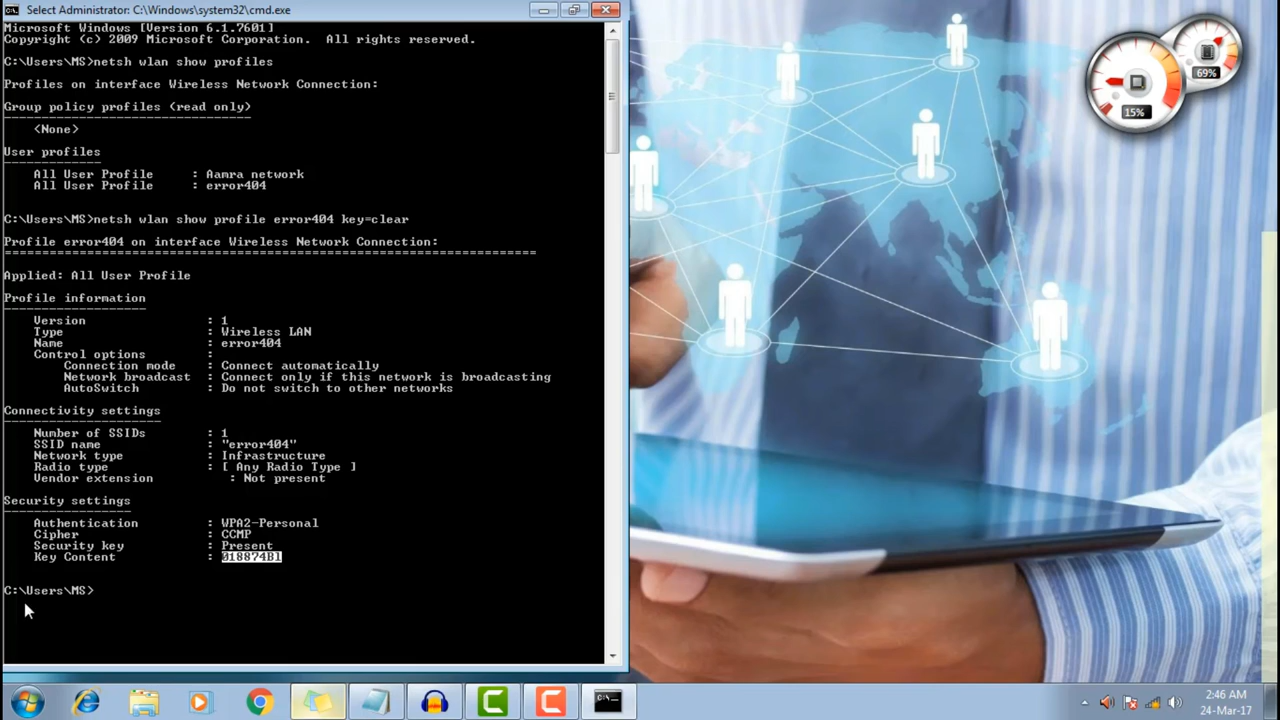 Select Administrator: C:\Windows\system32\cmd.exe
Microsoft Windows [Version 6.1.7601]
Copyright (c) 2009 Microsoft Corporation.  All rights reserved.
C:\Users\MS>netsh wlan show profiles
Profiles on interface Wireless Network Connection:
Group policy profiles (read only)
---------------------------------
<None>
User profiles
-------------
All User Profile     : Aamra network
All User Profile     : error404
C:\Users\MS>netsh wlan show profile error404 key=clear
Profile error404 on interface Wireless Network Connection:
=======================================================================
Applied: All User Profile
Profile information
-------------------
Version                : 1
Type                   : Wireless LAN
Name                   : error404
Control options        :
Connection mode    : Connect automatically
Network broadcast  : Connect only if this network is broadcasting
AutoSwitch         : Do not switch to other networks
Connectivity settings
---------------------
Number of SSIDs        : 1
SSID name              : "error404"
Network type           : Infrastructure
Radio type             : [ Any Radio Type ]
Vendor extension          : Not present
Security settings
-----------------
Authentication         : WPA2-Personal
Cipher                 : CCMP
Security key           : Present
Key Content            : 018874B1
C:\Users\MS>
69%
15%
2:46 AM
24-Mar-17